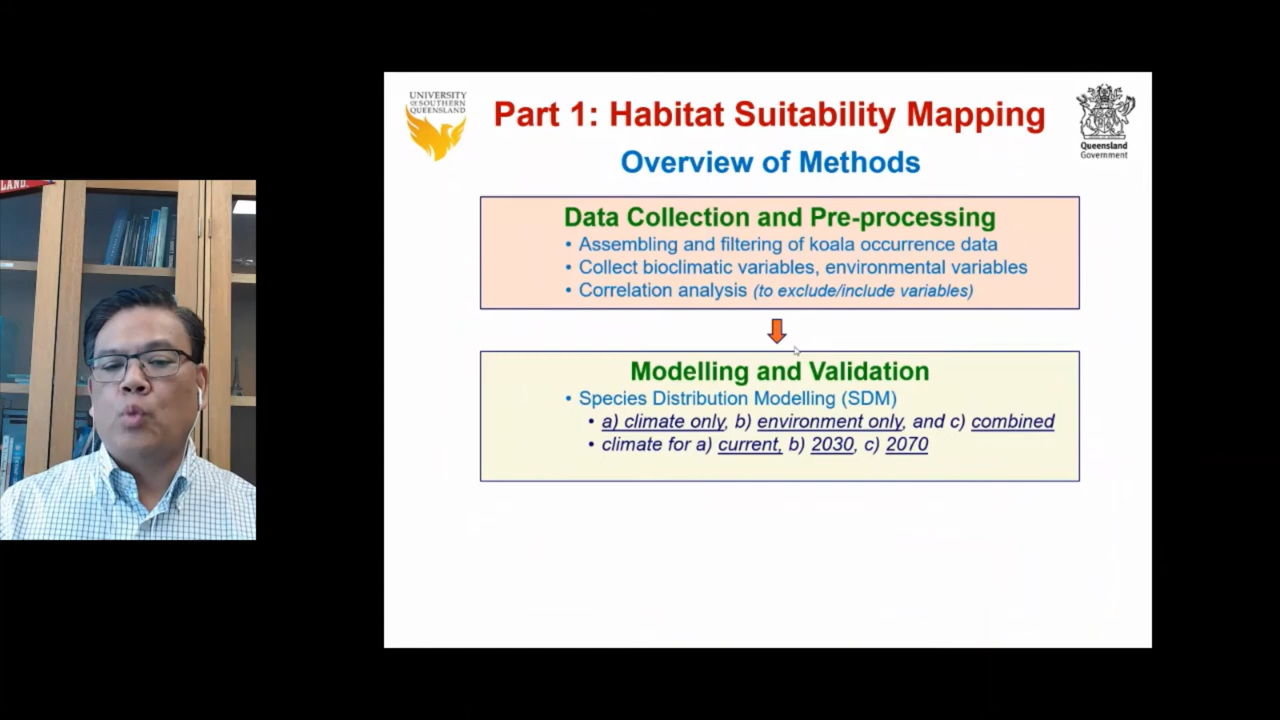 LAND.
UNIVERSITY
OF SOUTHERN
QUEENSLAND
Part 1: Habitat Suitability Mapping
Queensland
Government
Overview of Methods
Data Collection and Pre-processing
• Assembling and filtering of koala occurrence data
• Collect bioclimatic variables, environmental variables
• Correlation analysis (to exclude/include variables)
Modelling and Validation
• Species Distribution Modelling (SDM)
• a) climate only, b) environment only, and c) combined
• climate for a) current, b) 2030, c) 2070